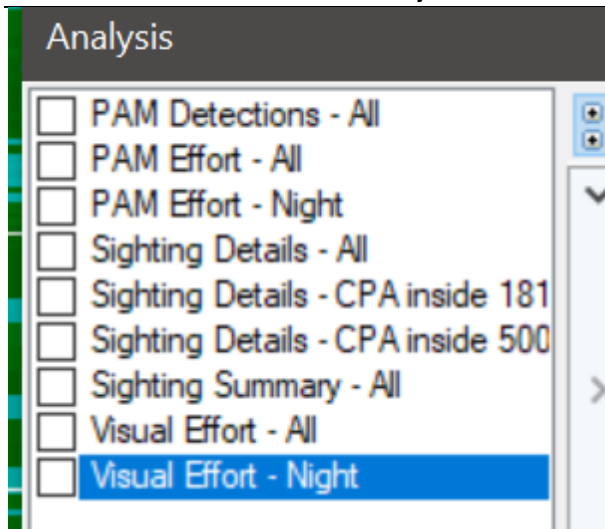 Analysis
PAM Detections - All
PAM Effort - All
PAM Effort - Night
Sighting Details - All
Sighting Details - CPA inside 181
Sighting Details - CPA inside 500
Sighting Summary - All
Visual Effort - All
Visual Effort - Night